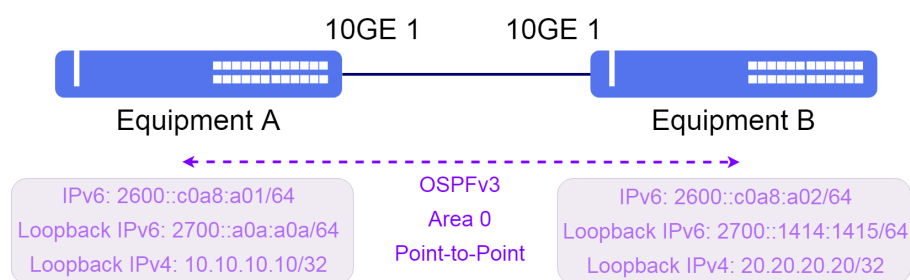 10GE 1
10GE 1
Equipment A
Equipment B
IPv6: 2600::c0a8:a01/64
Loopback IPv6: 2700::a0a:a0a/64
Loopback IPv4: 10.10.10.10/32
OSPFv3
Area 0
Point-to-Point
IPv6: 2600::c0a8:a02/64
Loopback IPv6: 2700::1414:1415/64
Loopback IPv4: 20.20.20.20/32